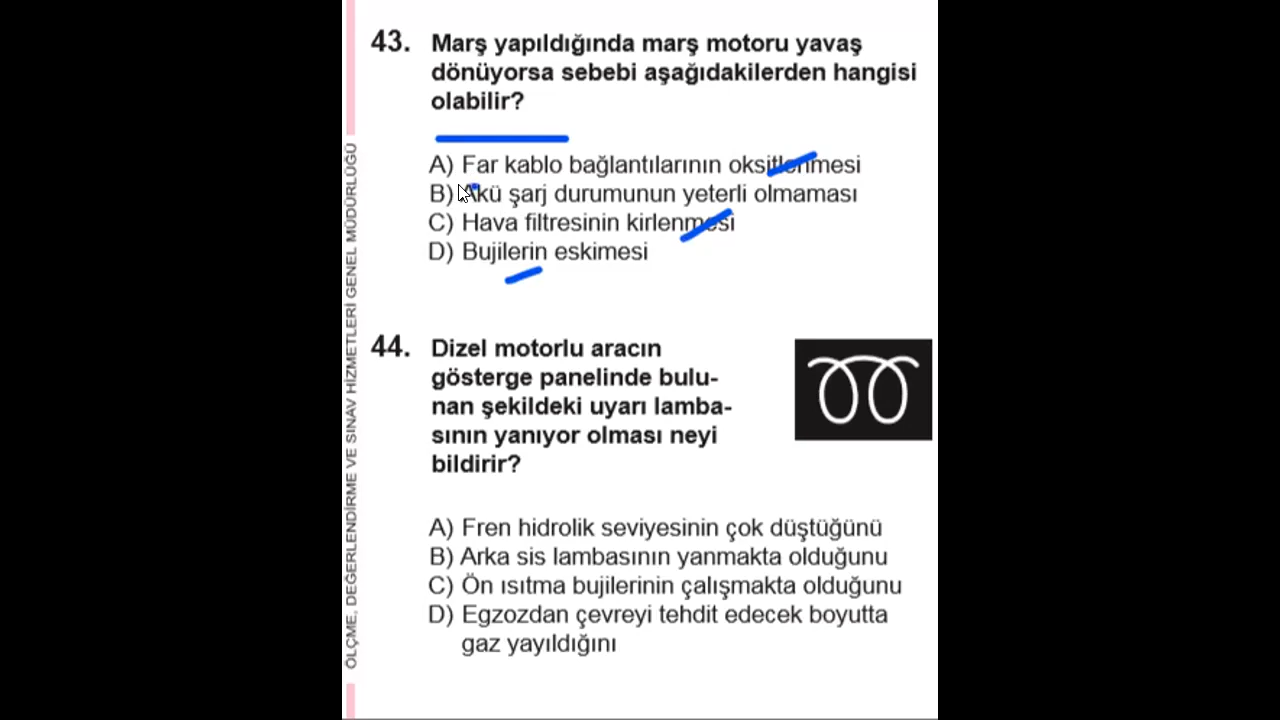 43. Marş yapıldığında marş motoru yavaş
dönüyorsa sebebi aşağıdakilerden hangisi
olabilir?
A) Far kablo bağlantılarının oksitlenmesi
B) Akü şarj durumunun yeterli olmaması
C) Hava filtresinin kirlenmesi
D) Bujilerin eskimesi
44. Dizel motorlu aracın
gösterge panelinde bulu-
nan şekildeki uyarı lamba-
sının yanıyor olması neyi
bildirir?
A) Fren hidrolik seviyesinin çok düştüğünü
B) Arka sis lambasının yanmakta olduğunu
C) Ön ısıtma bujilerinin çalışmakta olduğunu
D) Egzozdan çevreyi tehdit edecek boyutta
gaz yayıldığını
ÖLÇME, DEĞERLENDİRME VE SINAV HİZMETLERİ GENEL MÜDÜRLÜĞÜ